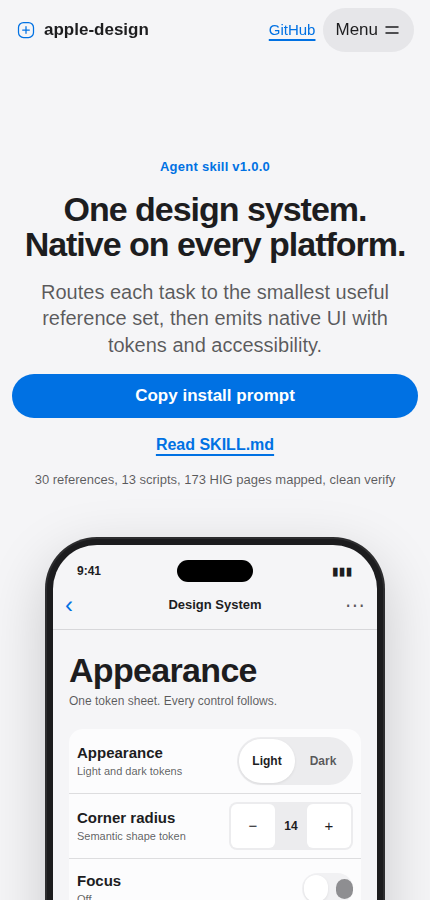 apple-design
GitHub
Menu
Agent skill v1.0.0
One design system.
Native on every platform.
Routes each task to the smallest useful
reference set, then emits native UI with
tokens and accessibility.
Copy install prompt
Read SKILL.md
30 references, 13 scripts, 173 HIG pages mapped, clean verify
9:41
Design System
Appearance
One token sheet. Every control follows.
Appearance
Light and dark tokens
Light
Dark
Corner radius
Semantic shape token
−
14
+
Focus
Off